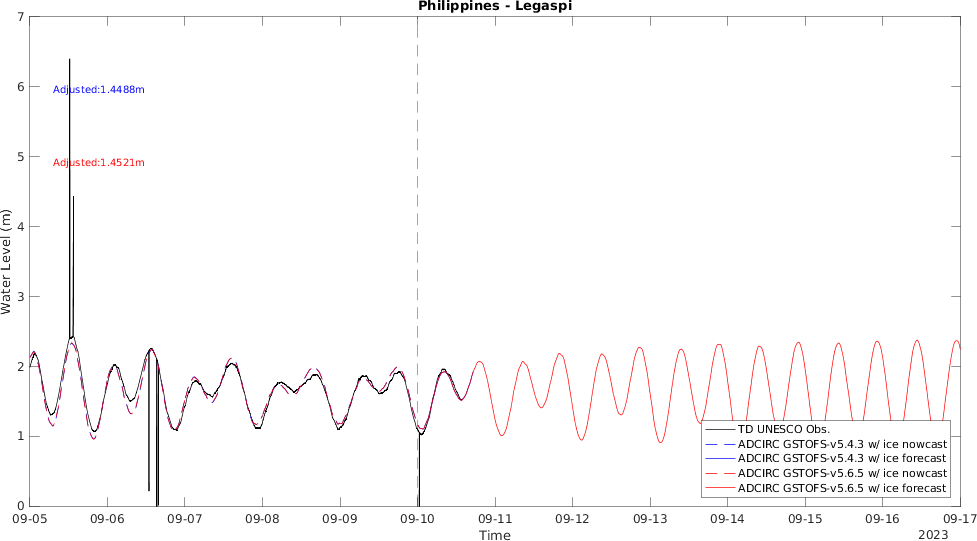 Philippines - Legaspi
7
6
5
4
3
2
1
0
Water Level (m)
Adjusted:1.4488m
Adjusted:1.4521m
TD UNESCO Obs.
ADCIRC GSTOFS-v5.4.3 w/ ice nowcast
ADCIRC GSTOFS-v5.4.3 w/ ice forecast
ADCIRC GSTOFS-v5.6.5 w/ ice nowcast
ADCIRC GSTOFS-v5.6.5 w/ ice forecast
09-05 09-06 09-07 09-08 09-09 09-10 09-11 09-12 09-13 09-14 09-15 09-16 09-17
Time
2023